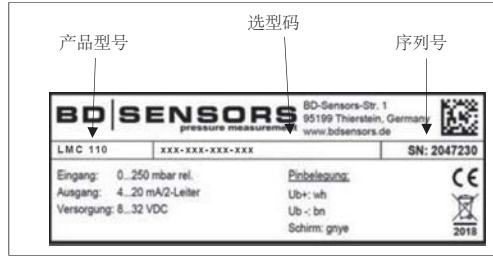 产品型号 选型码 序列号
BD|SENSORS
pressure measurement
BD-Sensors-Str. 1
95199 Thierstein, Germany
www.bdsensors.de
LMC 110 xxx-xxx-xxx-xxx SN: 2047230
Eingang: 0...250 mbar rel.
Ausgang: 4...20 mA/2-Leiter
Versorgung: 8...32 VDC
Pinbelegung:
Ub+: wh
Ub -: bn
Schirm: gnye
CE
2018